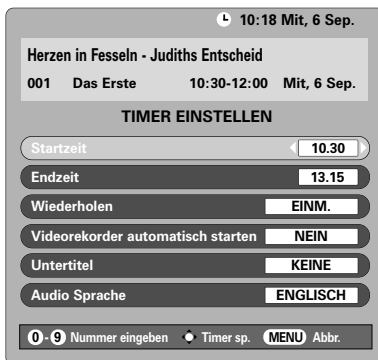 10:18 Mit, 6 Sep.
Herzen in Fesseln - Judiths Entscheid
001 Das Erste 10:30-12:00 Mit, 6 Sep.
TIMER EINSTELLEN
Startzeit 10.30
Endzeit 13.15
Wiederholen EINM.
Videorekorder automatisch starten NEIN
Untertitel KEINE
Audio Sprache ENGLISCH
0-9 Nummer eingeben Timer sp. MENU Abbr.